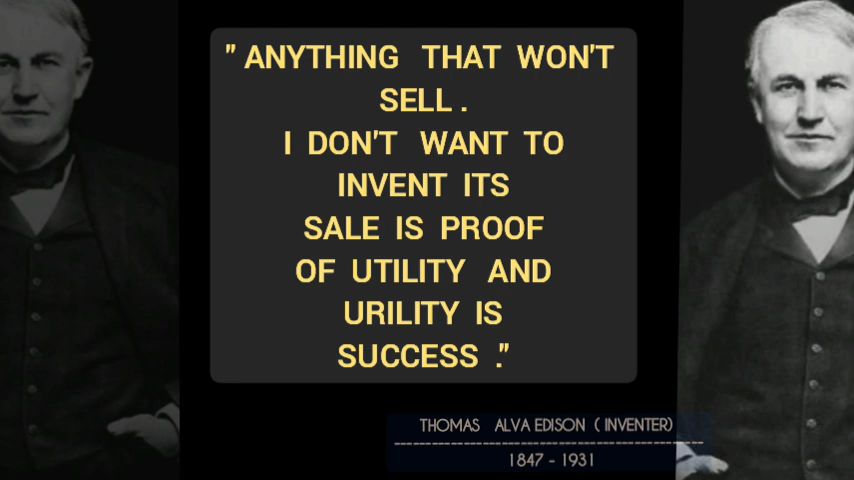 " ANYTHING THAT WON'T
SELL .
I DON'T WANT TO
INVENT ITS
SALE IS PROOF
OF UTILITY AND
URILITY IS
SUCCESS ."
THOMAS ALVA EDISON ( INVENTER)
1847 - 1931